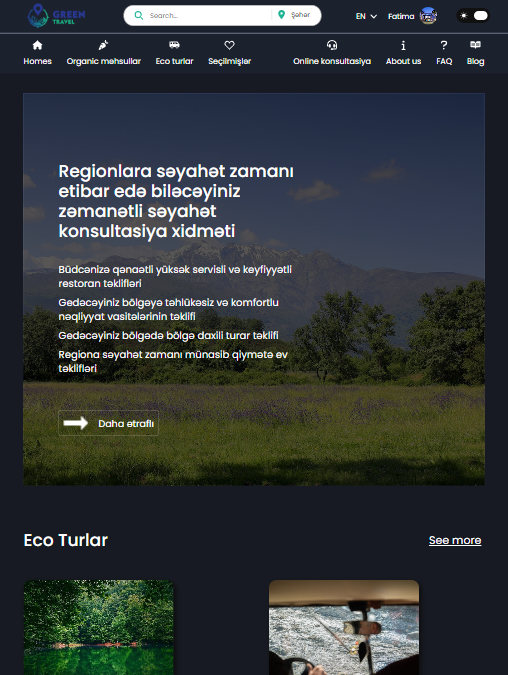 GREEN
TRAVEL
Search...
Şəhər
EN
Fatima
Homes
Organic məhsullar
Eco turlar
Seçilmişlər
Online konsultasiya
About us
FAQ
Blog
Regionlara səyahət zamanı
etibar edə biləcəyiniz
zəmanətli səyahət
konsultasiya xidməti
Büdcənizə qənaətli yüksək servisli və keyfiyyətli
restoran təklifləri
Gedəcəyiniz bölgəyə təhlükəsiz və komfortlu
nəqliyyat vasitələrinin təklifi
Gedəcəyiniz bölgədə bölgə daxili turar təklifi
Regiona səyahət zamanı münasib qiymətə ev
təklifləri
Daha ətraflı
Eco Turlar
See more